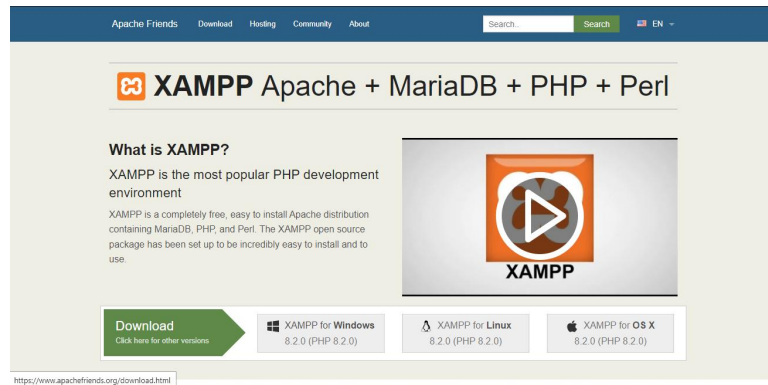 Apache Friends Download Hosting Community About Search.. Search EN
XAMPP Apache + MariaDB + PHP + Perl
What is XAMPP?
XAMPP is the most popular PHP development
environment
XAMPP is a completely free, easy to install Apache distribution
containing MariaDB, PHP, and Perl. The XAMPP open source
package has been set up to be incredibly easy to install and to
use.
XAMPP
Download
Click here for other versions
XAMPP for Windows
8.2.0 (PHP 8.2.0)
XAMPP for Linux
8.2.0 (PHP 8.2.0)
XAMPP for OS X
8.2.0 (PHP 8.2.0)
https://www.apachefriends.org/download.html